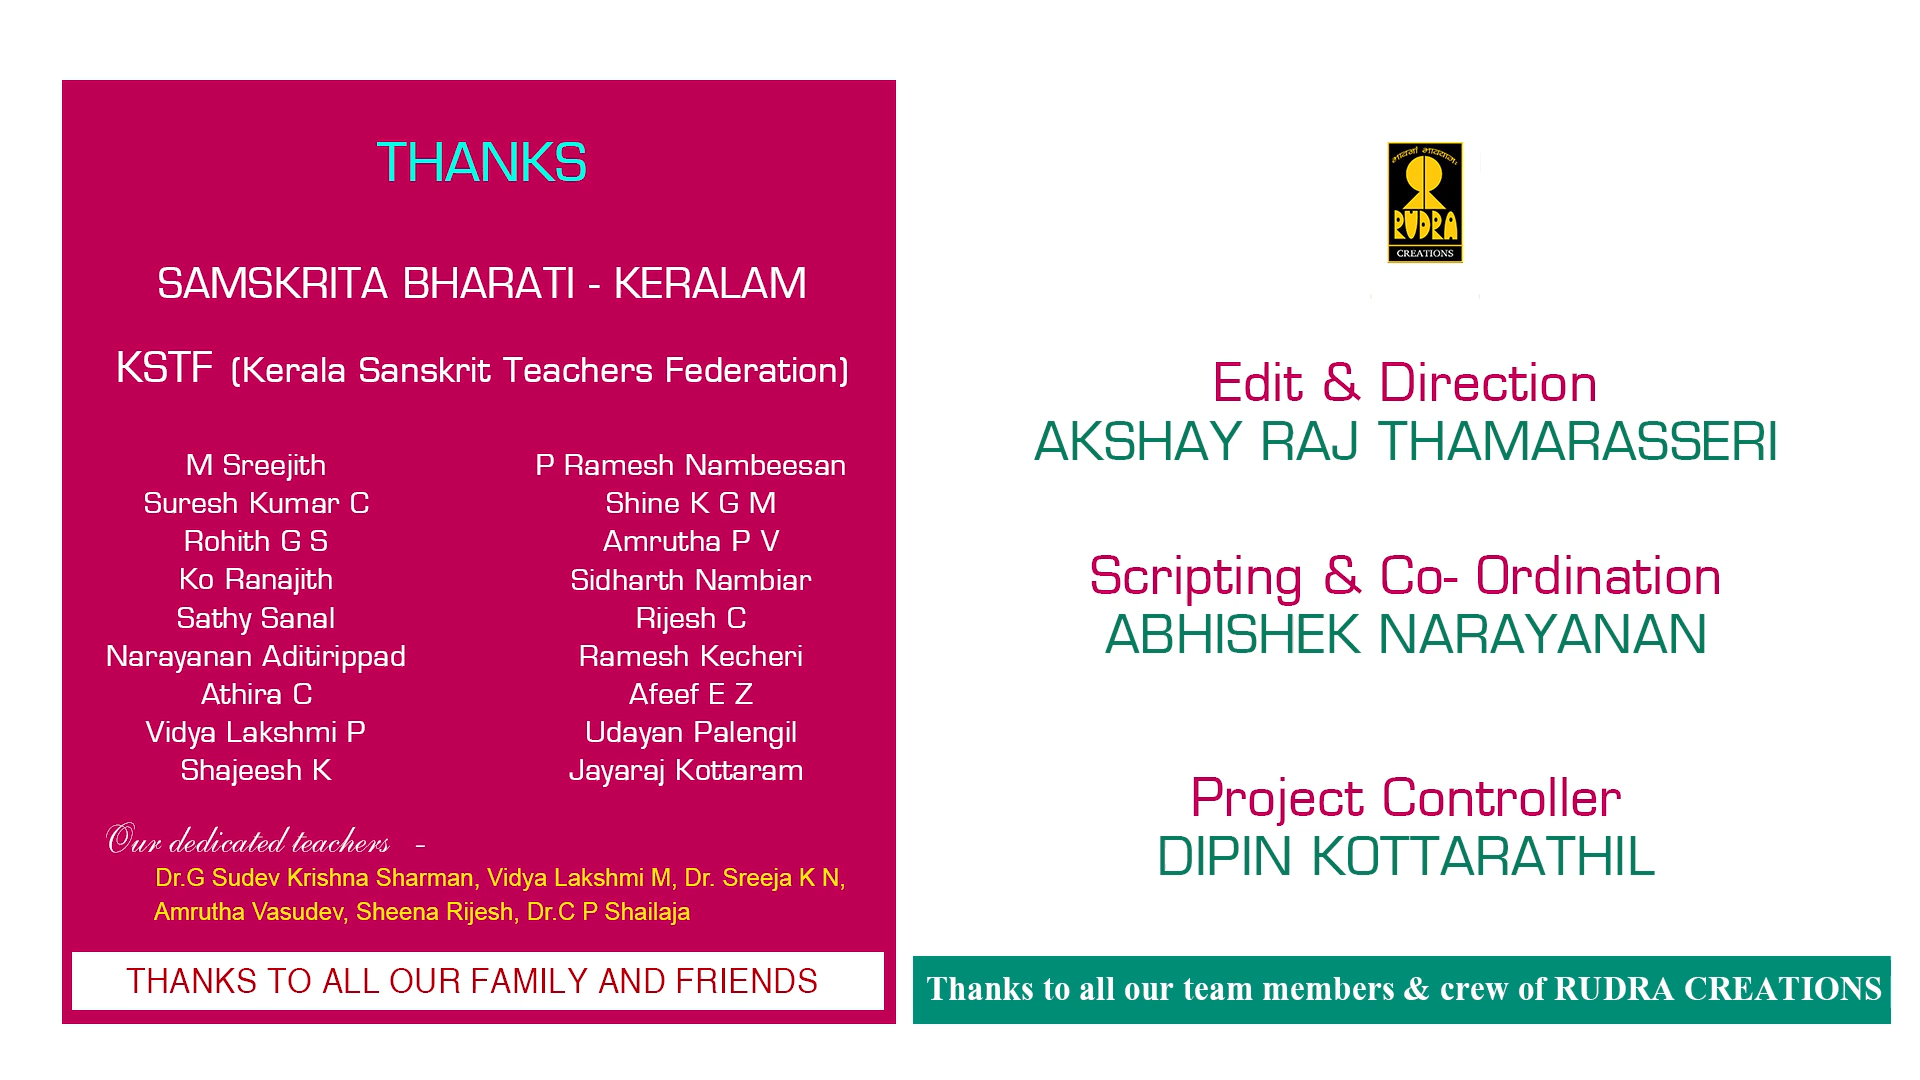 THANKS
SAMSKRITA BHARATI - KERALAM
KSTF (Kerala Sanskrit Teachers Federation)
M Sreejith
Suresh Kumar C
Rohith G S
Ko Ranajith
Sathy Sanal
Narayanan Aditirippad
Athira C
Vidya Lakshmi P
Shajeesh K
P Ramesh Nambeesan
Shine K G M
Amrutha P V
Sidharth Nambiar
Rijesh C
Ramesh Kecheri
Afeef E Z
Udayan Palengil
Jayaraj Kottaram
Our dedicated teachers -
Dr.G Sudev Krishna Sharman, Vidya Lakshmi M, Dr. Sreeja K N,
Amrutha Vasudev, Sheena Rijesh, Dr.C P Shailaja
THANKS TO ALL OUR FAMILY AND FRIENDS
RUDRA
CREATIONS
Edit & Direction
AKSHAY RAJ THAMARASSERI
Scripting & Co- Ordination
ABHISHEK NARAYANAN
Project Controller
DIPIN KOTTARATHIL
Thanks to all our team members & crew of RUDRA CREATIONS